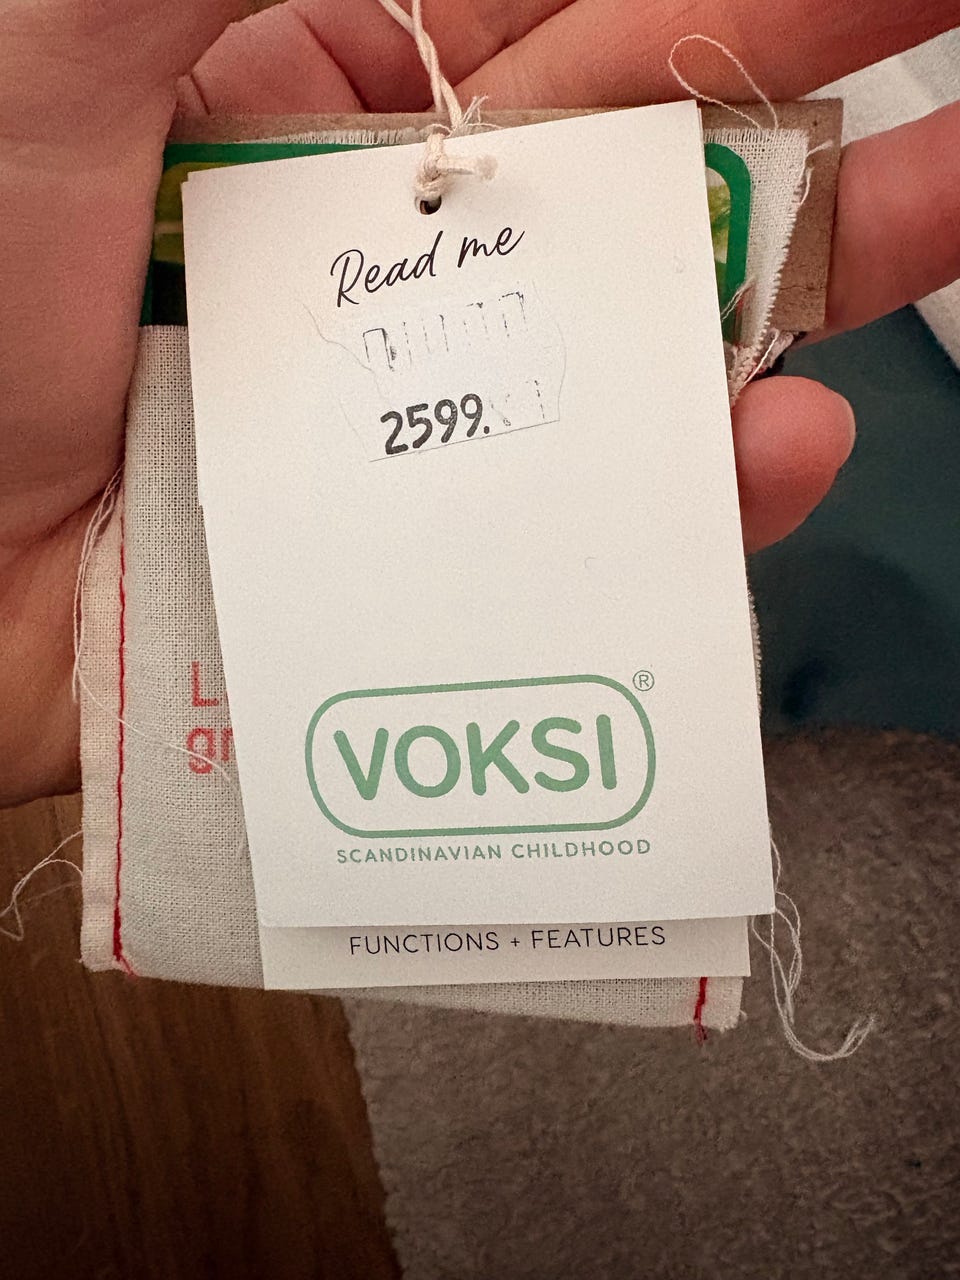 Read me
2599.
VOKSI®
SCANDINAVIAN CHILDHOOD
FUNCTIONS + FEATURES